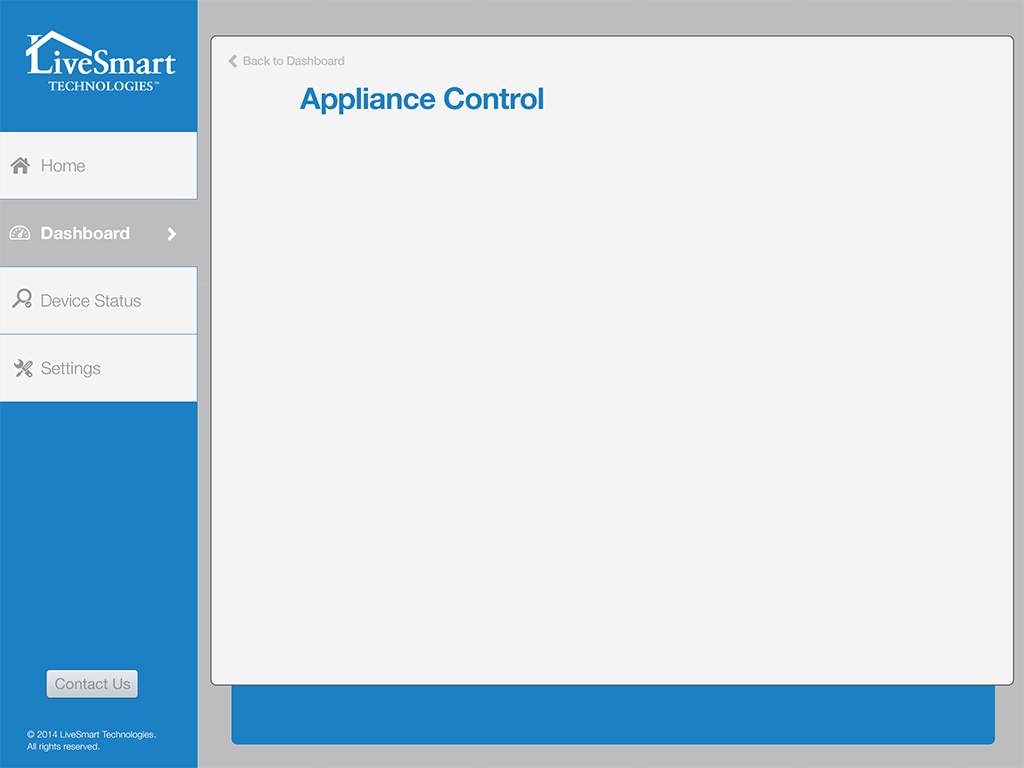 LiveSmart
TECHNOLOGIES™
Home
Dashboard
Device Status
Settings
Contact Us
© 2014 LiveSmart Technologies.
All rights reserved.
Back to Dashboard
Appliance Control